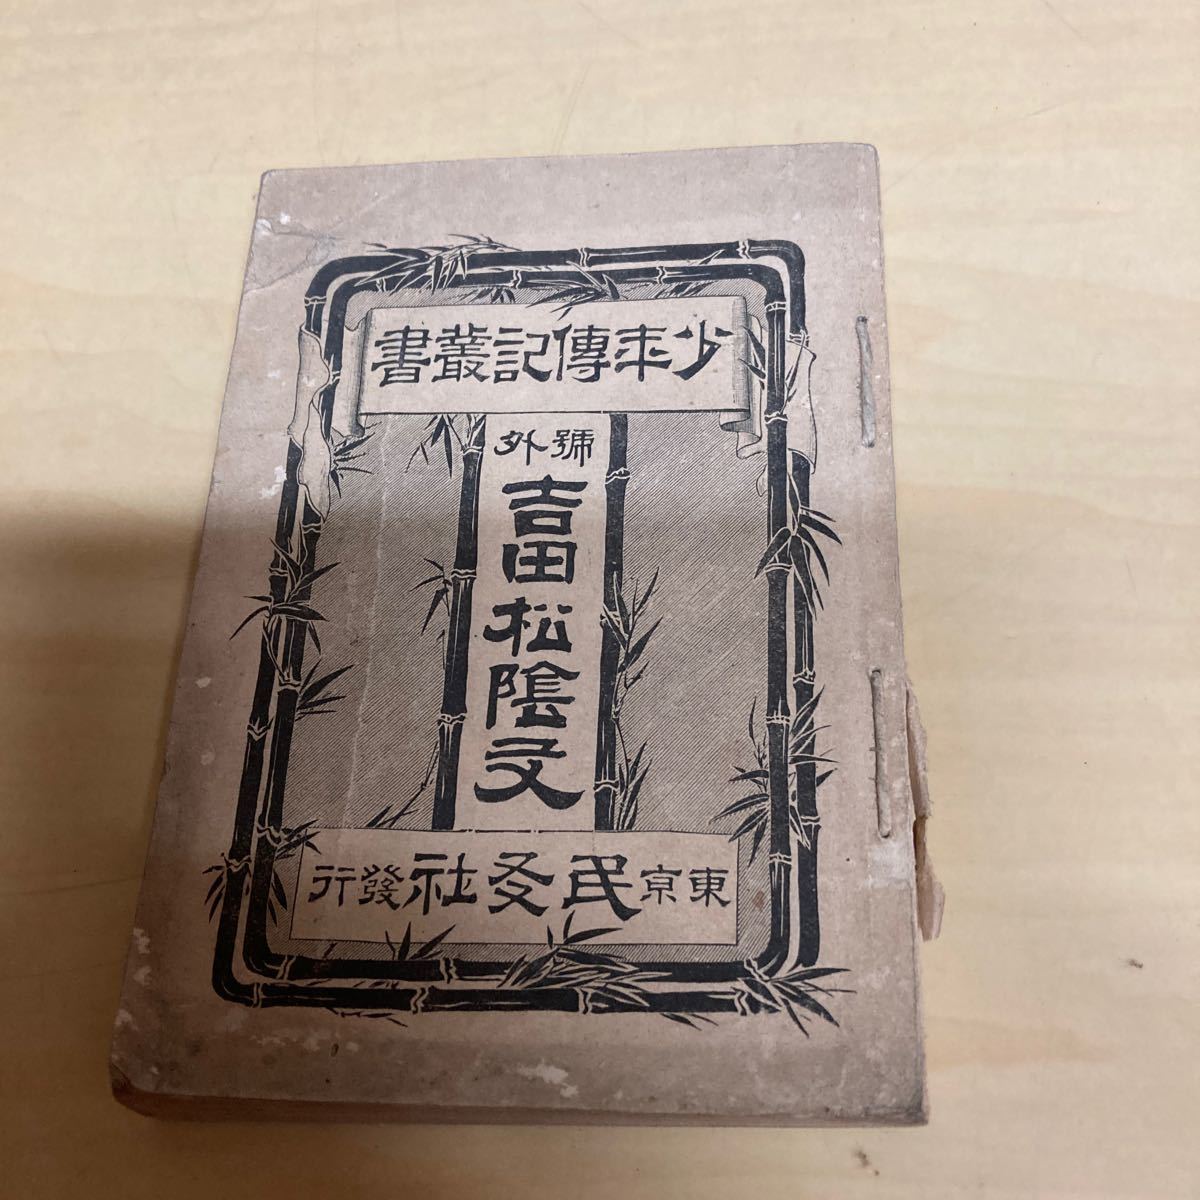 少年傳記叢書
號外
吉田松陰文
東京民友社發行